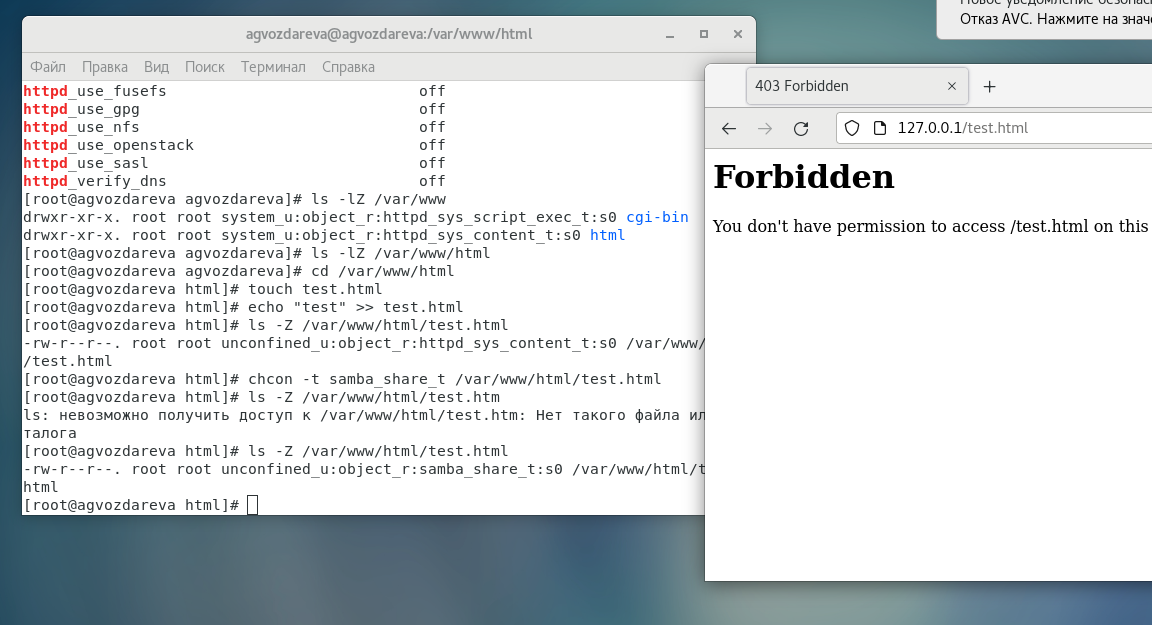 Новое уведомление
Отказ AVC. Нажмите на
agvozdareva@agvozdareva:/var/www/html
Файл Правка Вид Поиск Терминал Справка
httpd_use_fusefs off
httpd_use_gpg off
httpd_use_nfs off
httpd_use_openstack off
httpd_use_sasl off
httpd_verify_dns off
[root@agvozdareva agvozdareva]# ls -lZ /var/www
drwxr-xr-x. root root system_u:object_r:httpd_sys_script_exec_t:s0 cgi-bin
drwxr-xr-x. root root system_u:object_r:httpd_sys_content_t:s0 html
[root@agvozdareva agvozdareva]# ls -lZ /var/www/html
[root@agvozdareva agvozdareva]# cd /var/www/html
[root@agvozdareva html]# touch test.html
[root@agvozdareva html]# echo "test" >> test.html
[root@agvozdareva html]# ls -Z /var/www/html/test.html
-rw-r--r--. root root unconfined_u:object_r:httpd_sys_content_t:s0 /var/www/
/test.html
[root@agvozdareva html]# chcon -t samba_share_t /var/www/html/test.html
[root@agvozdareva html]# ls -Z /var/www/html/test.htm
ls: невозможно получить доступ к /var/www/html/test.htm: Нет такого файла ил
талога
[root@agvozdareva html]# ls -Z /var/www/html/test.html
-rw-r--r--. root root unconfined_u:object_r:samba_share_t:s0 /var/www/html/t
html
[root@agvozdareva html]#
403 Forbidden
127.0.0.1/test.html
Forbidden
You don't have permission to access /test.html on this